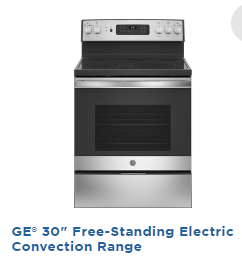 GE® 30" Free-Standing Electric
Convection Range